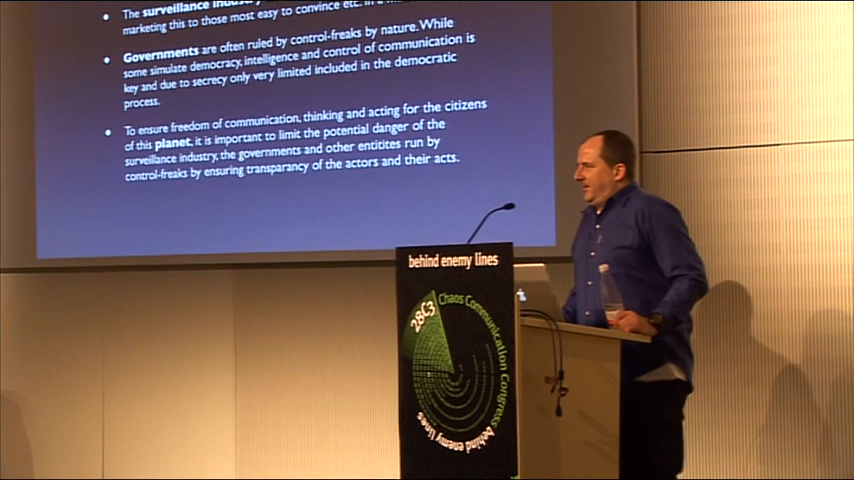 The surveillance
marketing this to those most easy to convince etc.
Governments are often ruled by control-freaks by nature. While
some simulate democracy, intelligence and control of communication is
key and due to secrecy only very limited included in the democratic
process.
To ensure freedom of communication, thinking and acting for the citizens
of this planet, it is important to limit the potential danger of the
surveillance industry, the governments and other entitites run by
control-freaks by ensuring transparency of the actors and their acts.
behind enemy lines
28C3 Chaos Communication Congress
behind enemy lines